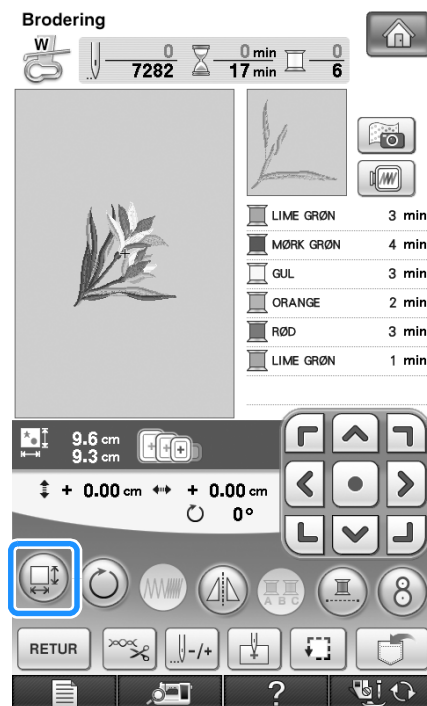 Brodering
W
0
7282
0 min
17 min
0
6
LIME GRØN 3 min
MØRK GRØN 4 min
GUL 3 min
ORANGE 2 min
RØD 3 min
LIME GRØN 1 min
9.6 cm
9.3 cm
+ 0.00 cm + 0.00 cm
0°
A B C
8
RETUR
-/+
?
i